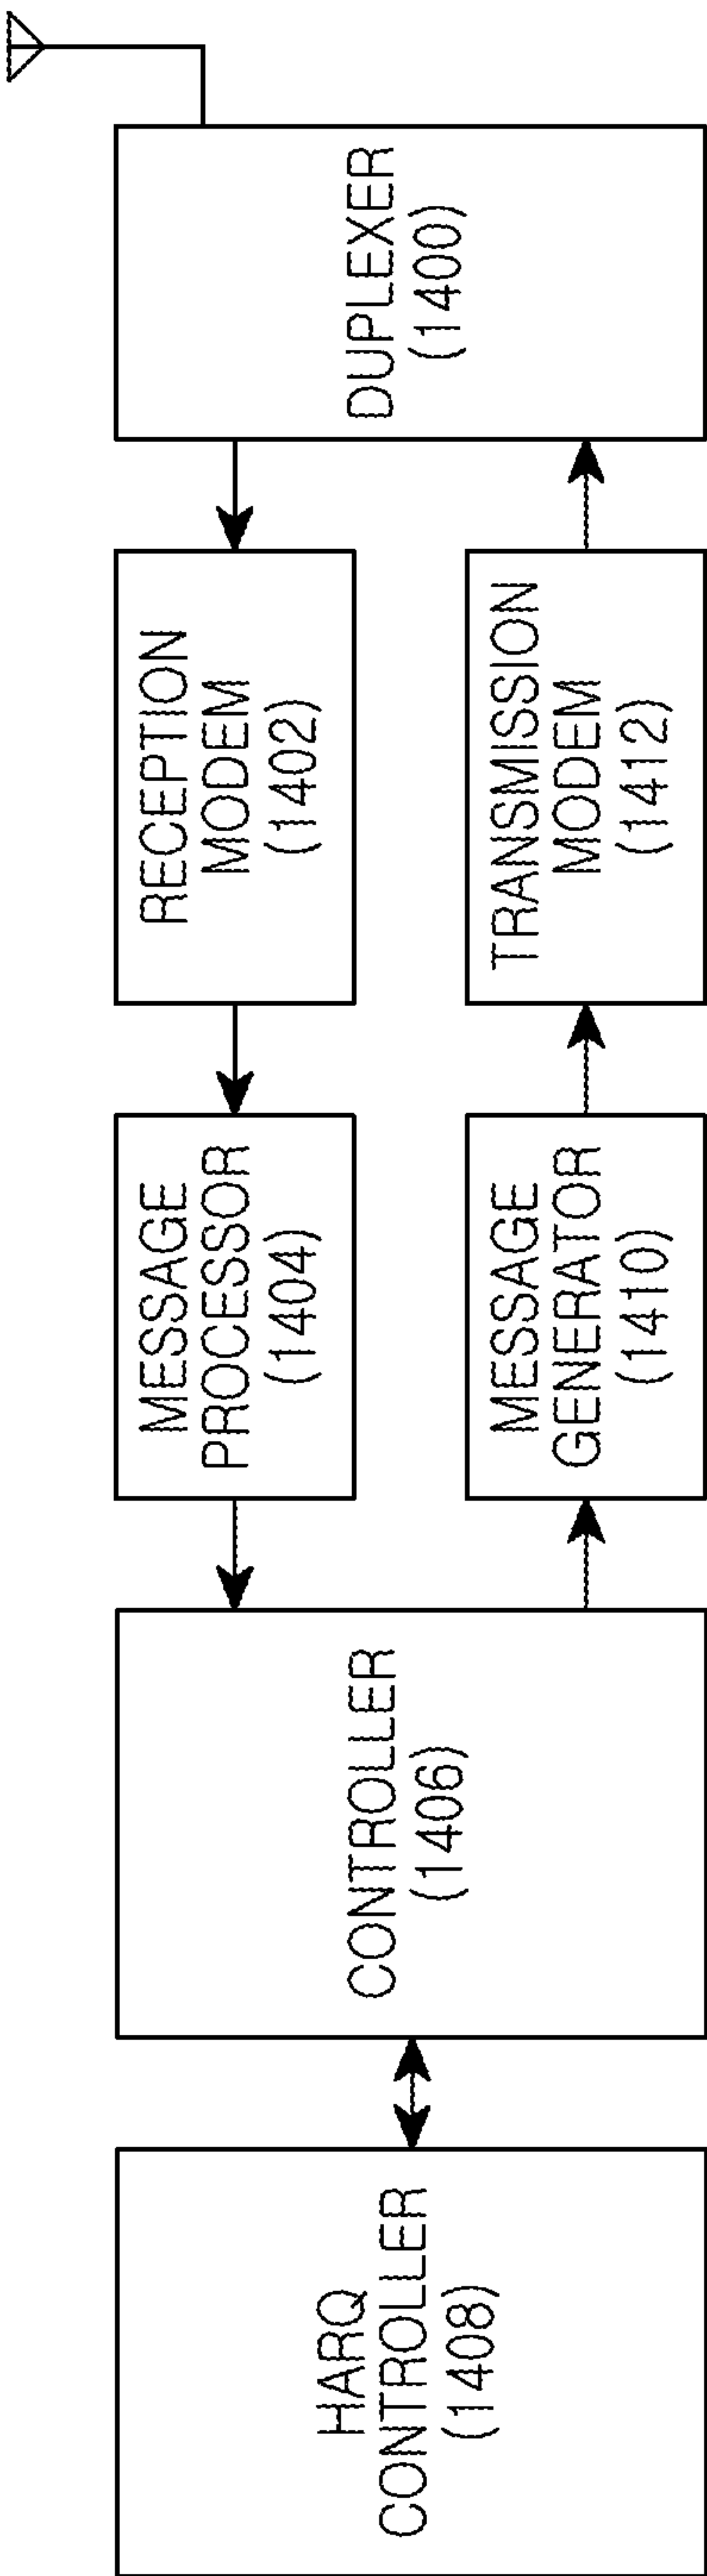 HARQ
CONTROLLER
(1408)
CONTROLLER
(1406)
MESSAGE
PROCESSOR
(1404)
RECEPTION
MODEM
(1402)
DUPLEXER
(1400)
MESSAGE
GENERATOR
(1410)
TRANSMISSION
MODEM
(1412)